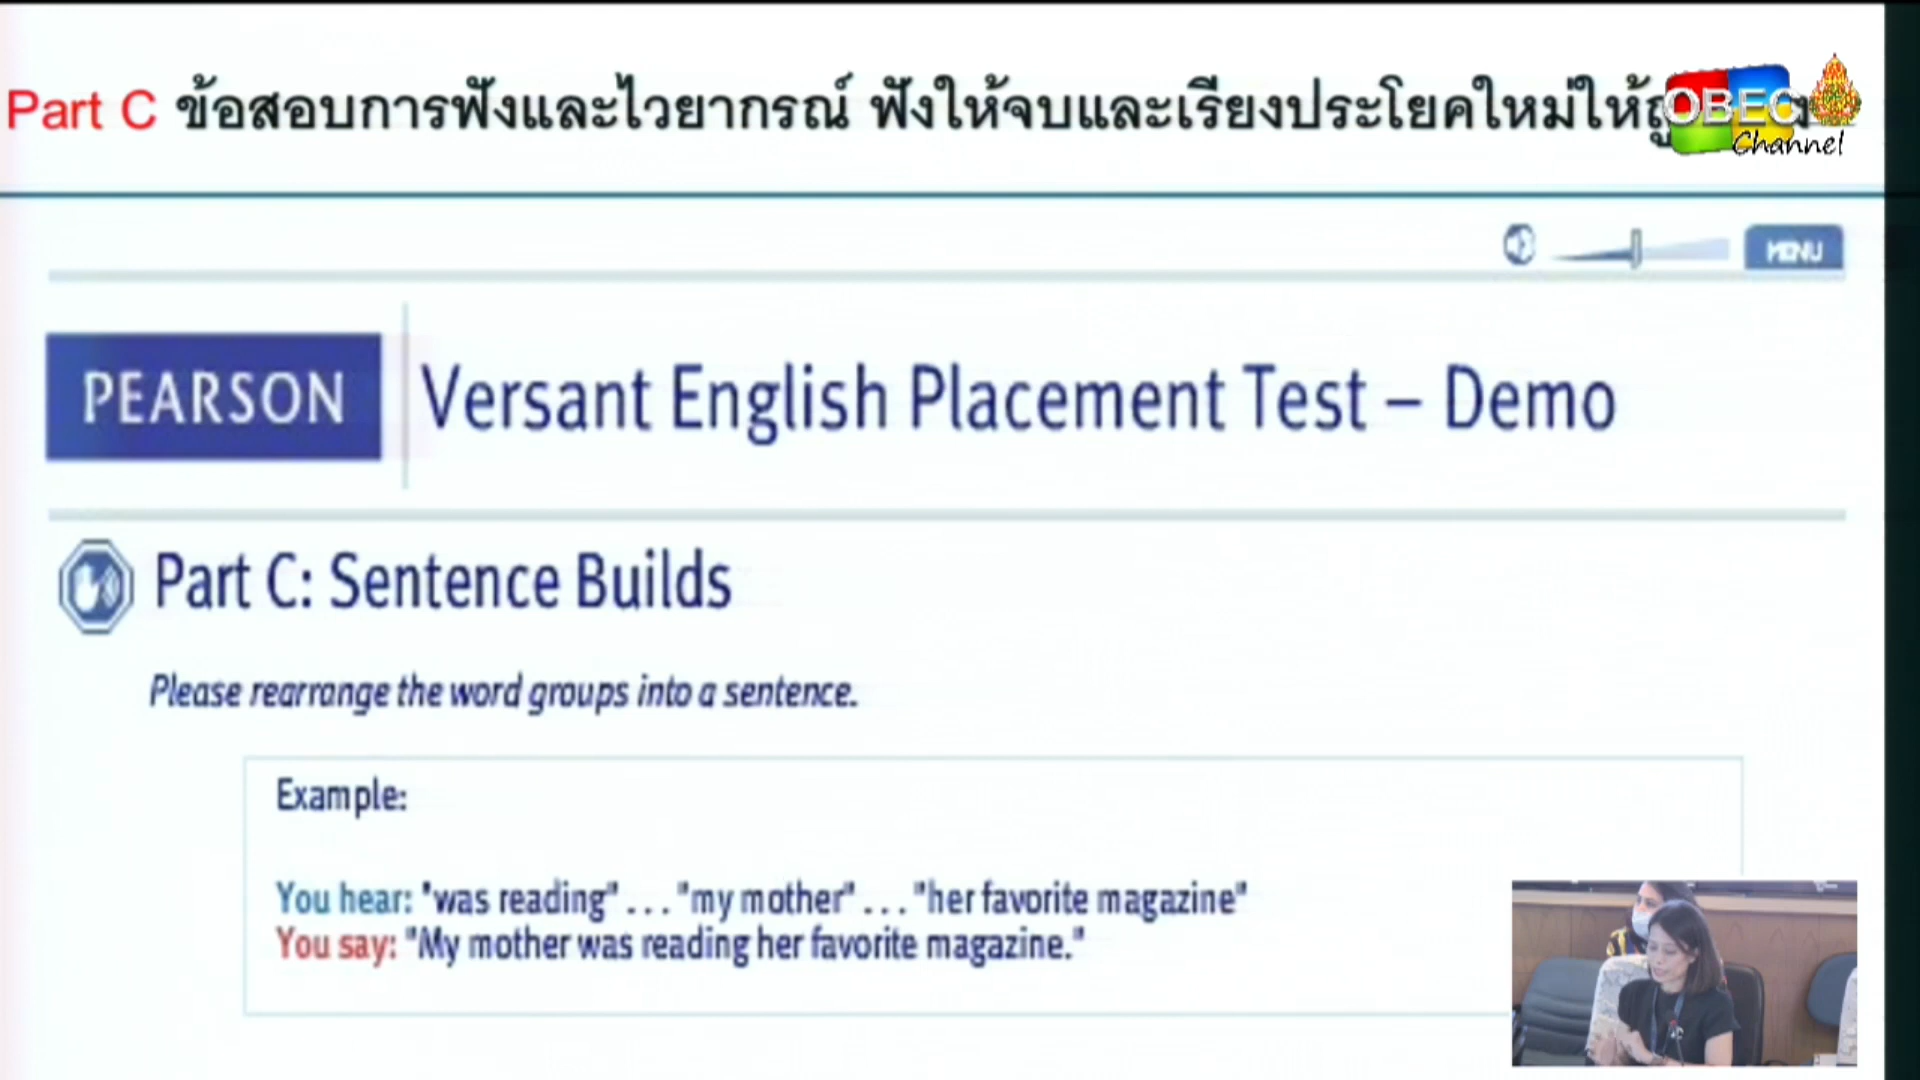 Part C ข้อสอบการฟังและไวยากรณ์ ฟังให้จบและเรียงประโยคใหม่ให้
OBEC
Channel
MENU
PEARSON
Versant English Placement Test – Demo
Part C: Sentence Builds
Please rearrange the word groups into a sentence.
Example:
You hear: "was reading" . . . "my mother" . . . "her favorite magazine"
You say: "My mother was reading her favorite magazine."